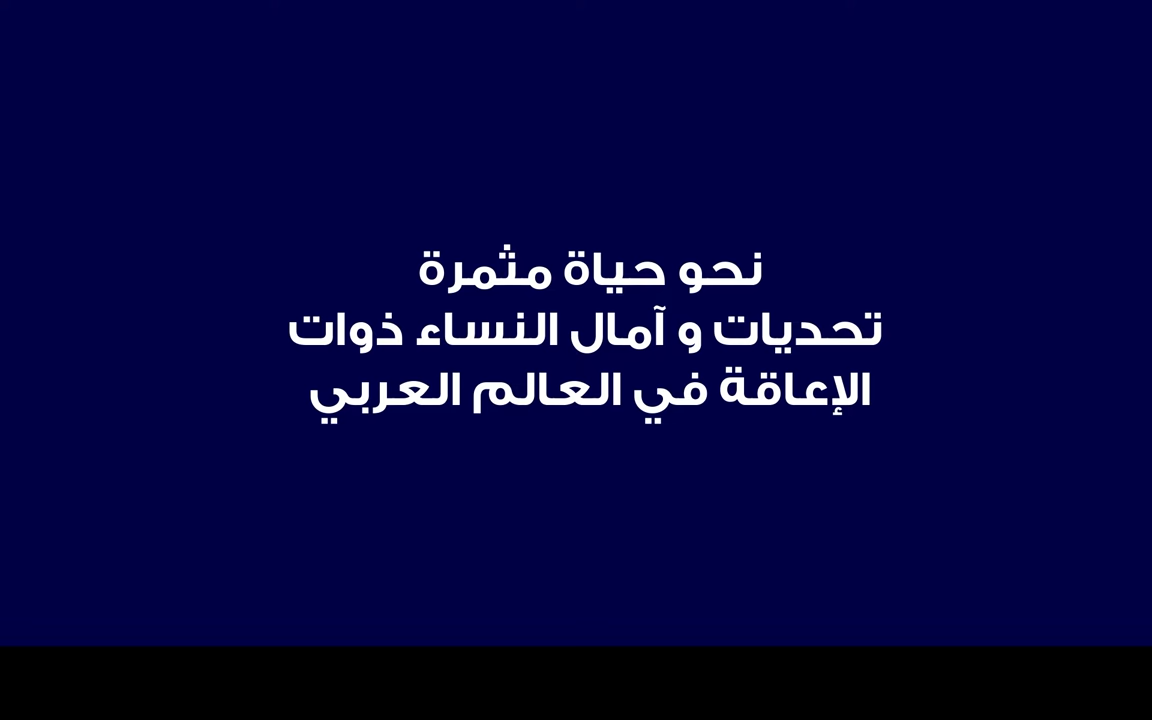 نحو حياة مثمرة
تحديات و آمال النساء ذوات
الإعاقة في العالم العربي